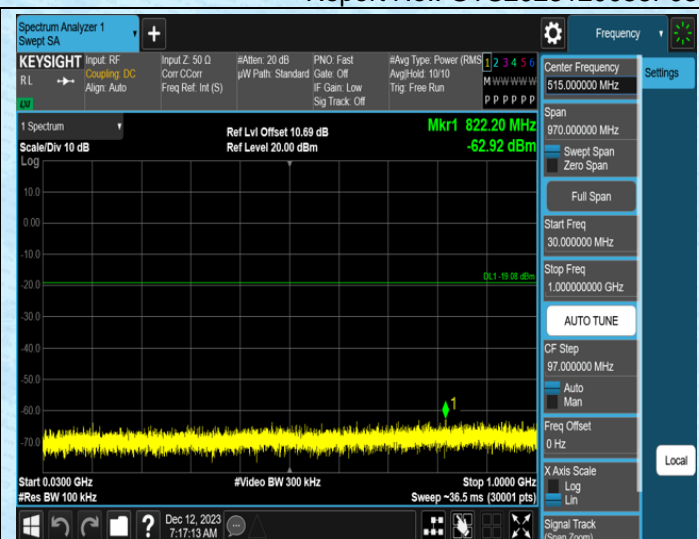 Spectrum Analyzer 1
Swept SA
+
Frequency
KEYSIGHT
RL
LXI
Input: RF
Coupling: DC
Align: Auto
Input Z: 50 Ω
Corr CCorr
Freq Ref: Int (S)
#Atten: 20 dB
µW Path: Standard
PNO: Fast
Gate: Off
IF Gain: Low
Sig Track: Off
#Avg Type: Power (RMS
Avg|Hold: 10/10
Trig: Free Run
1 2 3 4 5 6
M W W W W W
P P P P P P
1 Spectrum
Scale/Div 10 dB
Log
Ref Lvl Offset 10.69 dB
Ref Level 20.00 dBm
Mkr1 822.20 MHz
-62.92 dBm
10.0
0.00
-10.0
-20.0
-30.0
-40.0
-50.0
-60.0
-70.0
DL1 -19.08 dBm
1
Start 0.0300 GHz
#Res BW 100 kHz
#Video BW 300 kHz
Stop 1.0000 GHz
Sweep ~36.5 ms (30001 pts)
Dec 12, 2023
7:17:13 AM
Center Frequency
515.000000 MHz
Settings
Span
970.000000 MHz
Swept Span
Zero Span
Full Span
Start Freq
30.000000 MHz
Stop Freq
1.000000000 GHz
AUTO TUNE
CF Step
97.000000 MHz
Auto
Man
Freq Offset
0 Hz
X Axis Scale
Log
Lin
Local
Signal Track
(Span Zoom)